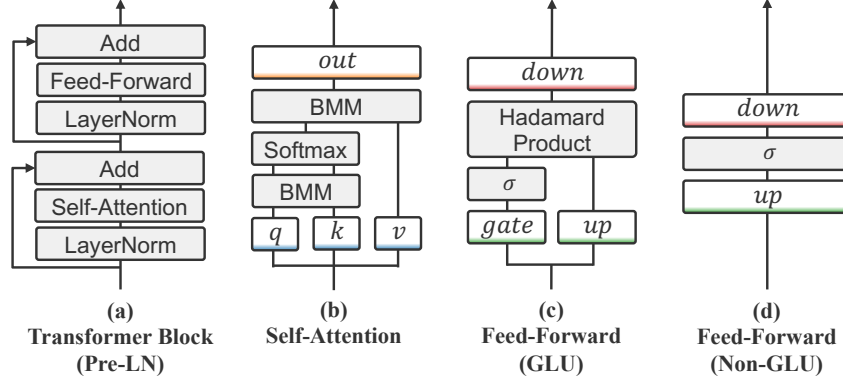 Add
Feed-Forward
LayerNorm
Add
Self-Attention
LayerNorm
(a)
Transformer Block
(Pre-LN)
out
BMM
Softmax
BMM
q k v
(b)
Self-Attention
down
Hadamard
Product
σ
gate up
(c)
Feed-Forward
(GLU)
down
σ
up
(d)
Feed-Forward
(Non-GLU)